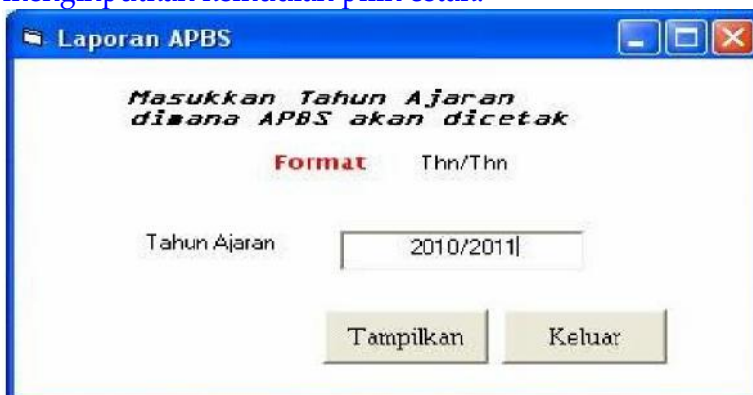 Laporan APBS
Masukkan Tahun Ajaran
dimana APBS akan dicetak
Format Thn/Thn
Tahun Ajaran 2010/2011
Tampilkan Keluar